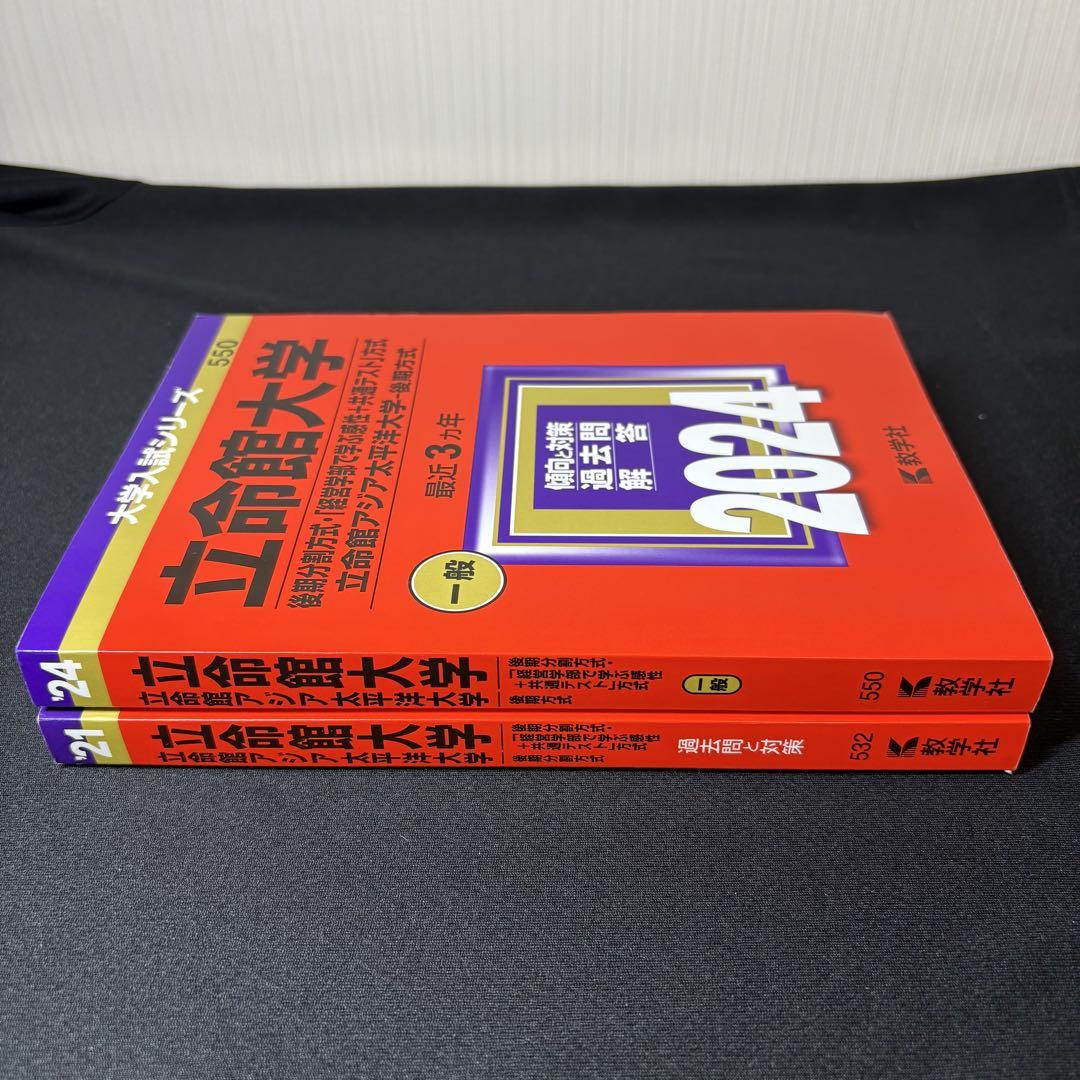 大学入試シリーズ
550
立命館大学
後期分割方式・「経営学部で学ぶ感性+共通テスト」方式
立命館アジア太平洋大学-後期方式
最近3カ年
一般
傾向と対策
過去問
解答
2024
教学社
'24
立命館大学
立命館アジア太平洋大学
後期分割方式・
「経営学部で学ぶ感性
+共通テスト」方式
後期方式
一般
550
教学社
'21
立命館大学
立命館アジア太平洋大学
後期分割方式・
「経営学部で学ぶ感性
+共通テスト」方式
後期分割方式
過去問と対策
532
教学社